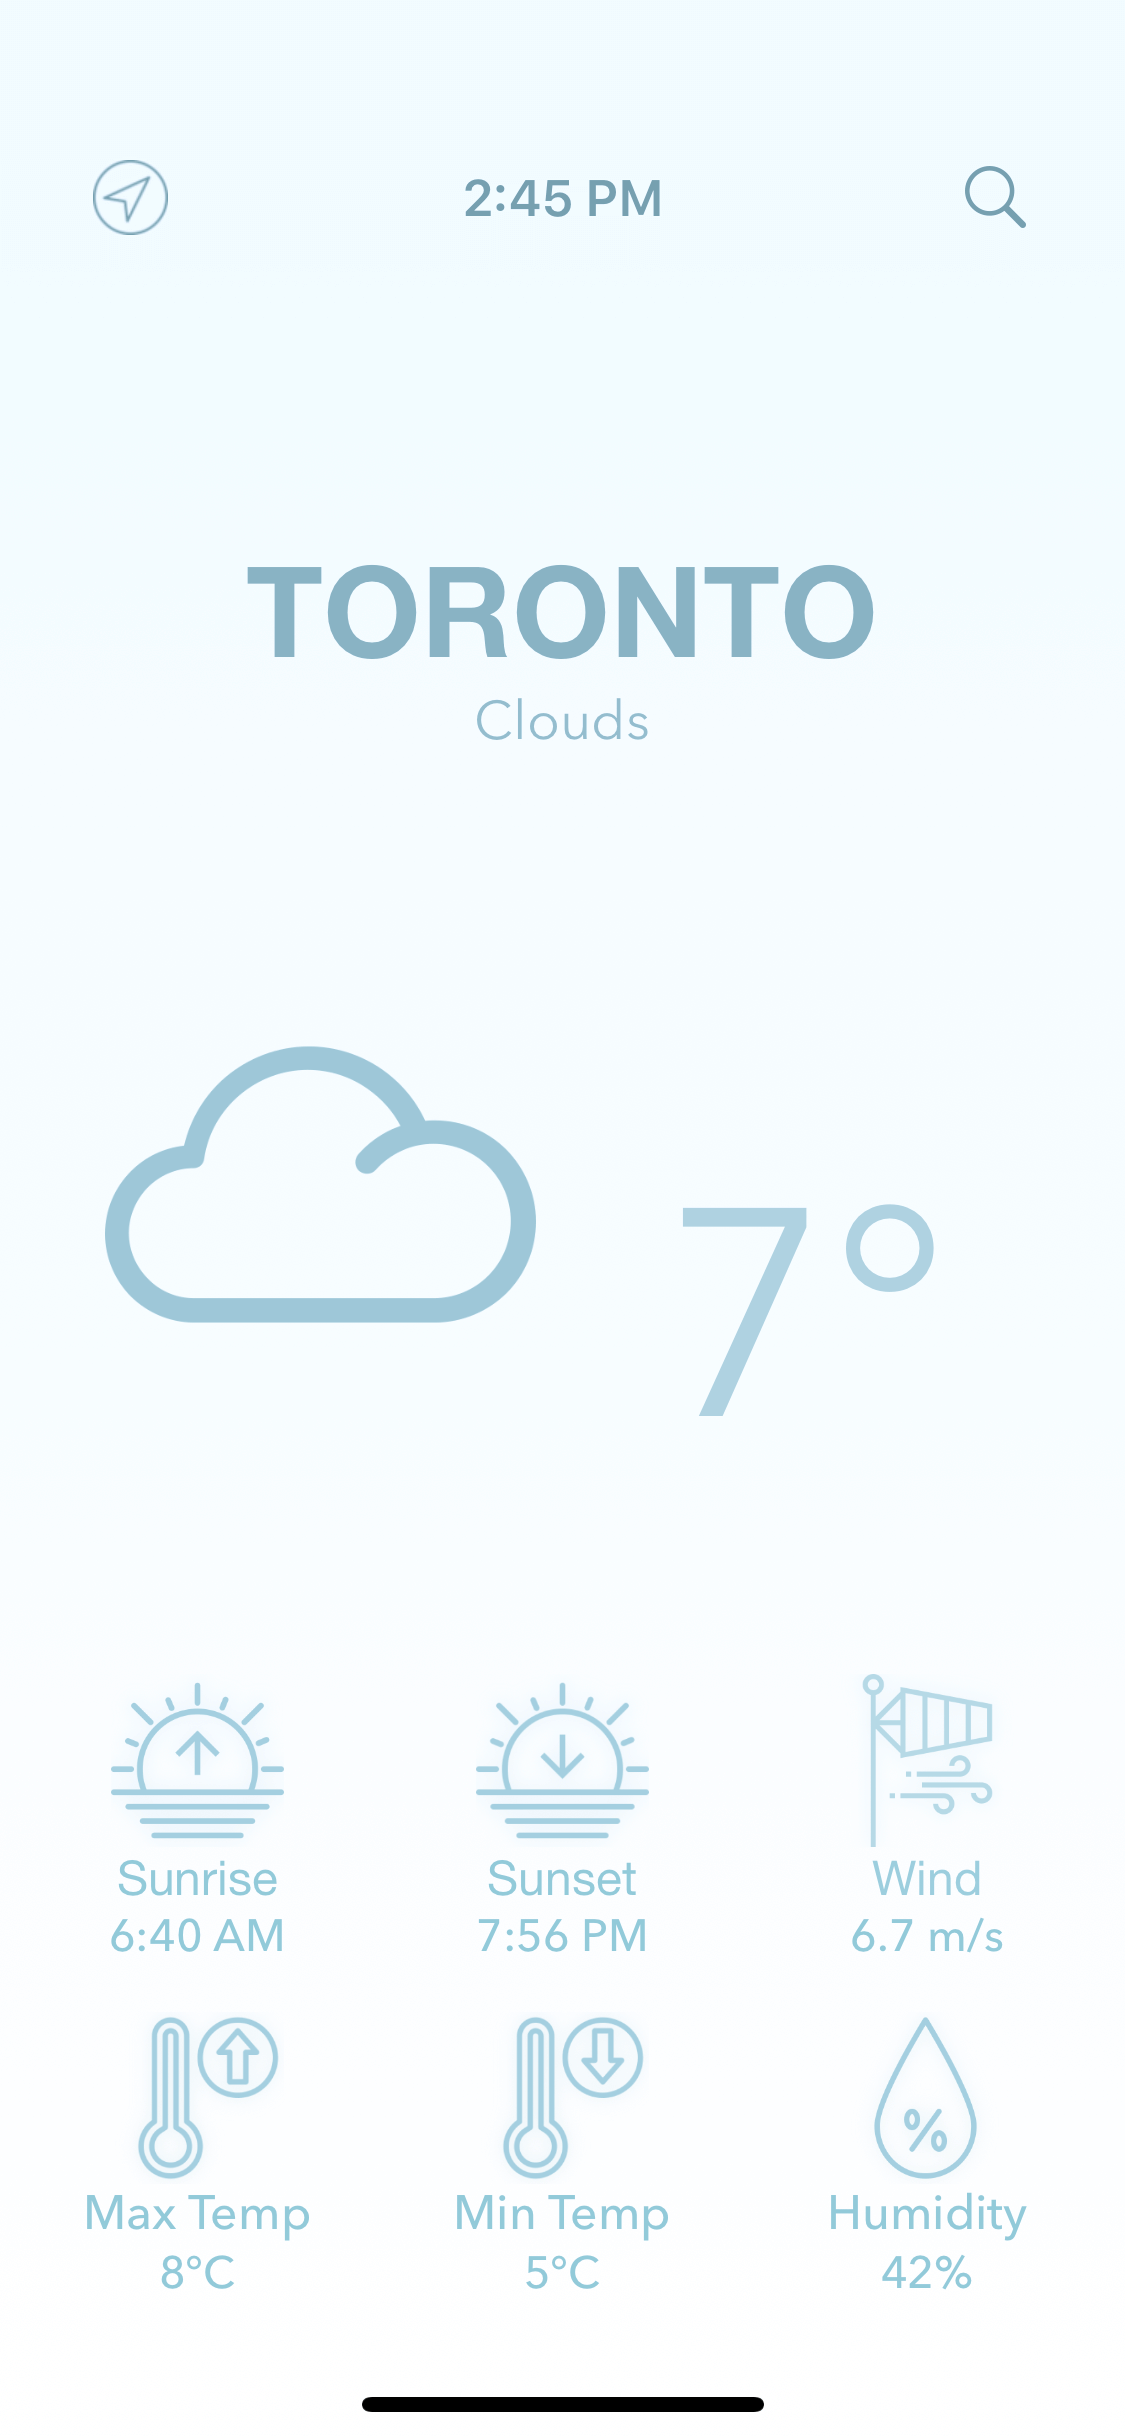 2:45 PM
TORONTO
Clouds
7°
Sunrise
6:40 AM
Sunset
7:56 PM
Wind
6.7 m/s
Max Temp
8°C
Min Temp
5°C
%
Humidity
42%